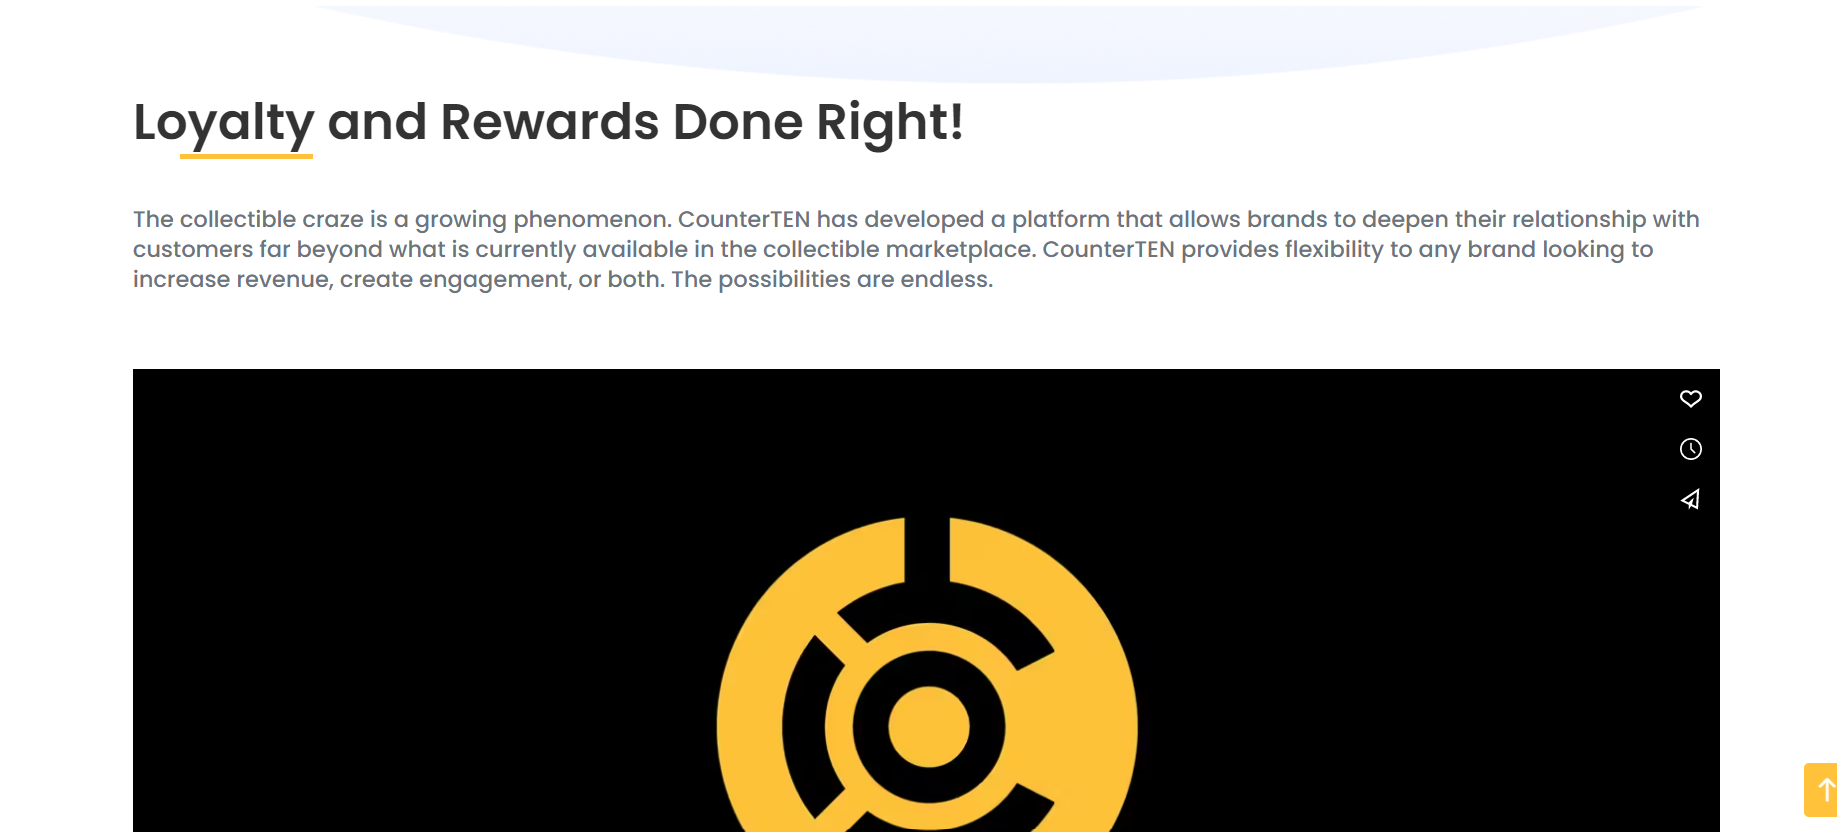 Loyalty and Rewards Done Right!
The collectible craze is a growing phenomenon. CounterTEN has developed a platform that allows brands to deepen their relationship with
customers far beyond what is currently available in the collectible marketplace. CounterTEN provides flexibility to any brand looking to
increase revenue, create engagement, or both. The possibilities are endless.